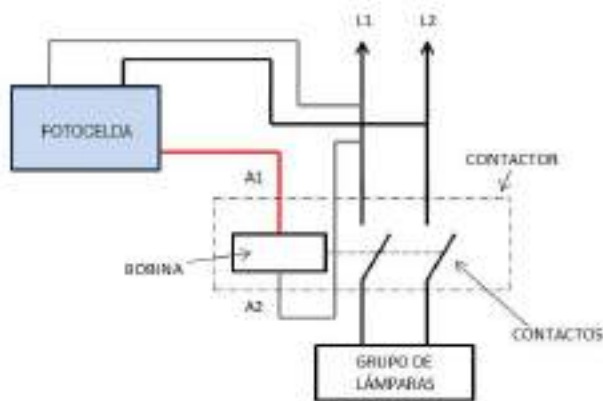 L1
L2
FOTOCELDA
CONTACTOR
A1
BOBINA
A2
CONTACTOS
GRUPO DE
LÁMPARAS